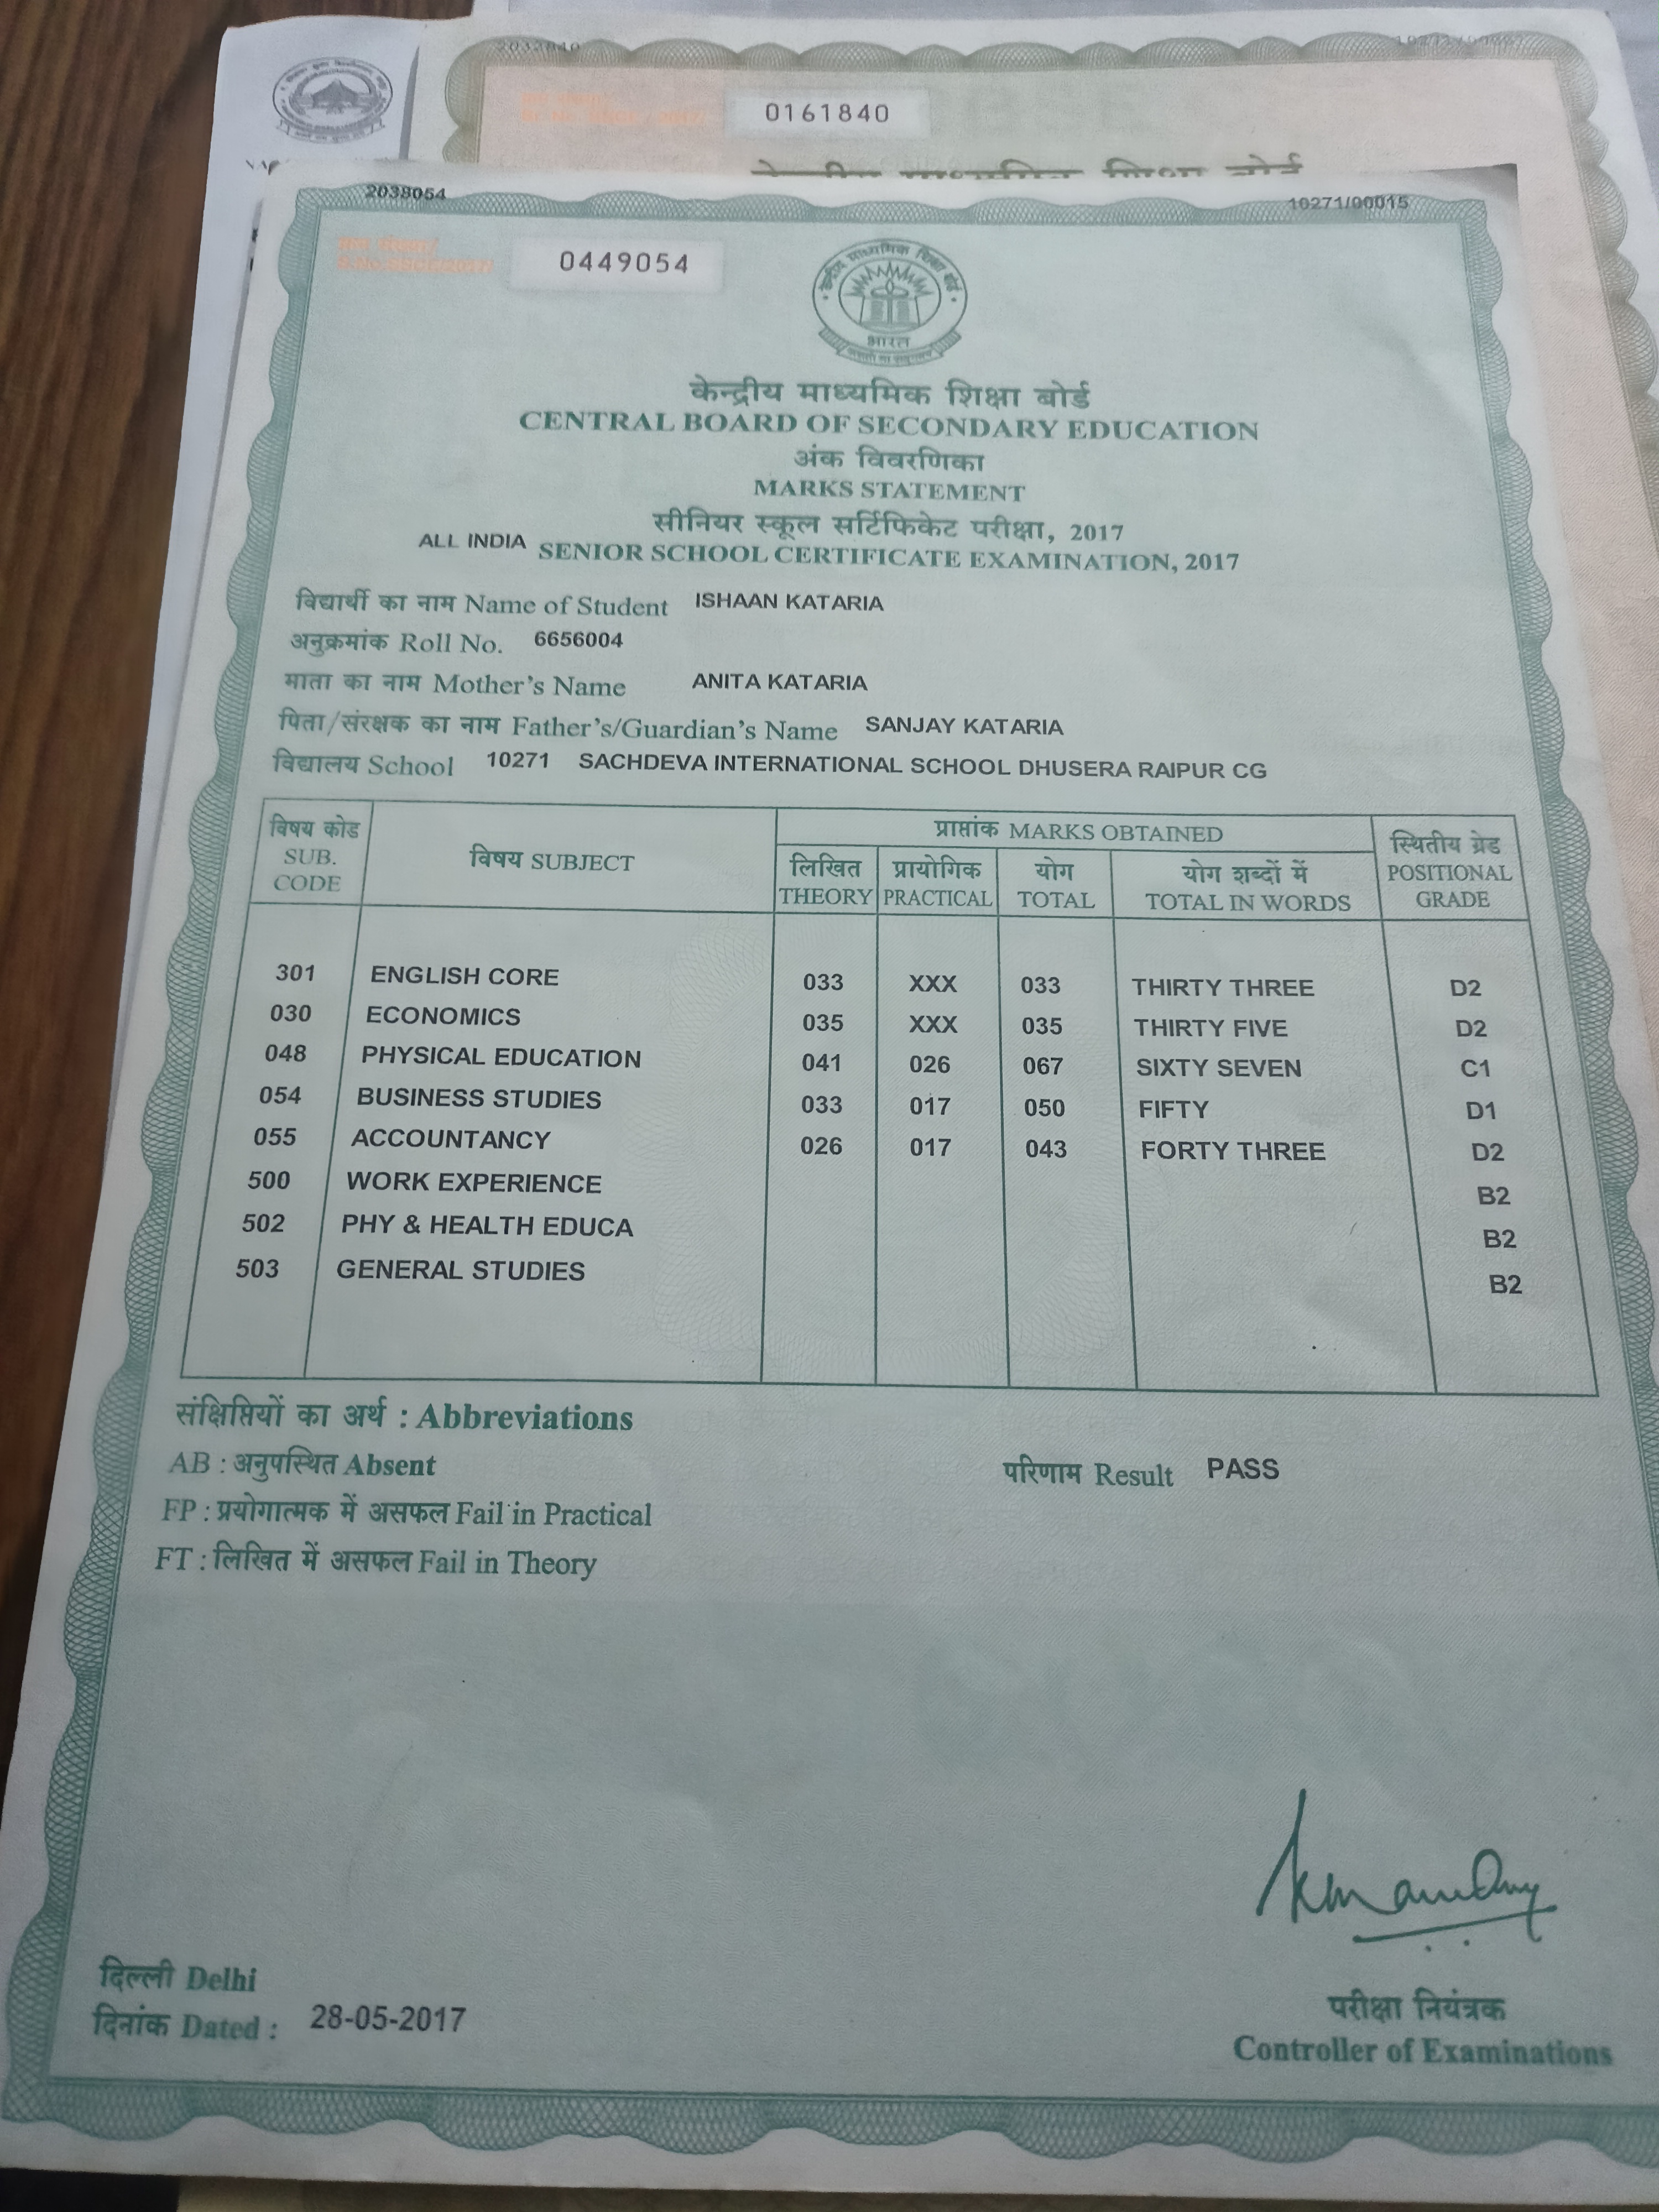 0161840
2038054
10271/00015
0449054
भारत
केन्द्रीय माध्यमिक शिक्षा बोर्ड
CENTRAL BOARD OF SECONDARY EDUCATION
अंक विवरणिका
MARKS STATEMENT
सीनियर स्कूल सर्टिफिकेट परीक्षा, 2017
ALL INDIA SENIOR SCHOOL CERTIFICATE EXAMINATION, 2017
विद्यार्थी का नाम Name of Student ISHAAN KATARIA
अनुक्रमांक Roll No. 6656004
माता का नाम Mother's Name ANITA KATARIA
पिता/संरक्षक का नाम Father's/Guardian's Name SANJAY KATARIA
विद्यालय School 10271 SACHDEVA INTERNATIONAL SCHOOL DHUSERA RAIPUR CG
विषय कोड SUB. CODE विषय SUBJECT प्राप्तांक MARKS OBTAINED स्थितीय ग्रेड POSITIONAL GRADE
लिखित THEORY प्रायोगिक PRACTICAL योग TOTAL योग शब्दों में TOTAL IN WORDS
301 ENGLISH CORE 033 XXX 033 THIRTY THREE D2
030 ECONOMICS 035 XXX 035 THIRTY FIVE D2
048 PHYSICAL EDUCATION 041 026 067 SIXTY SEVEN C1
054 BUSINESS STUDIES 033 017 050 FIFTY D1
055 ACCOUNTANCY 026 017 043 FORTY THREE D2
500 WORK EXPERIENCE B2
502 PHY & HEALTH EDUCA B2
503 GENERAL STUDIES B2
संक्षिप्तियों का अर्थ : Abbreviations
AB : अनुपस्थित Absent
परिणाम Result PASS
FP : प्रयोगात्मक में असफल Fail in Practical
FT : लिखित में असफल Fail in Theory
दिल्ली Delhi
दिनांक Dated : 28-05-2017
परीक्षा नियंत्रक
Controller of Examinations